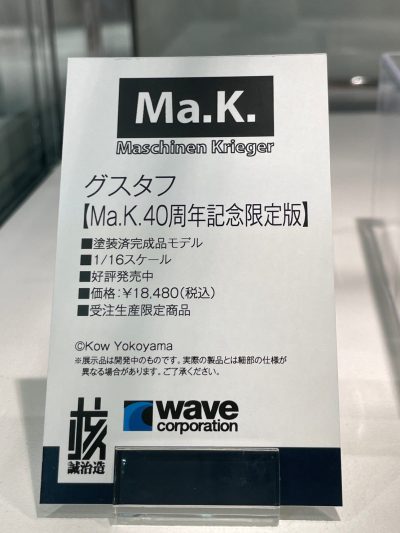 Ma.K.
Maschinen Krieger
グスタフ
【Ma.K.40周年記念限定版】
■塗装済完成品モデル
■1/16スケール
■好評発売中
■価格:¥18,480(税込)
■受注生産限定商品
©Kow Yokoyama
※展示品は開発中のものです。実際の製品とは細部の仕様が
異なる場合があります。ご了承ください。
核
誠治造
wave
corporation